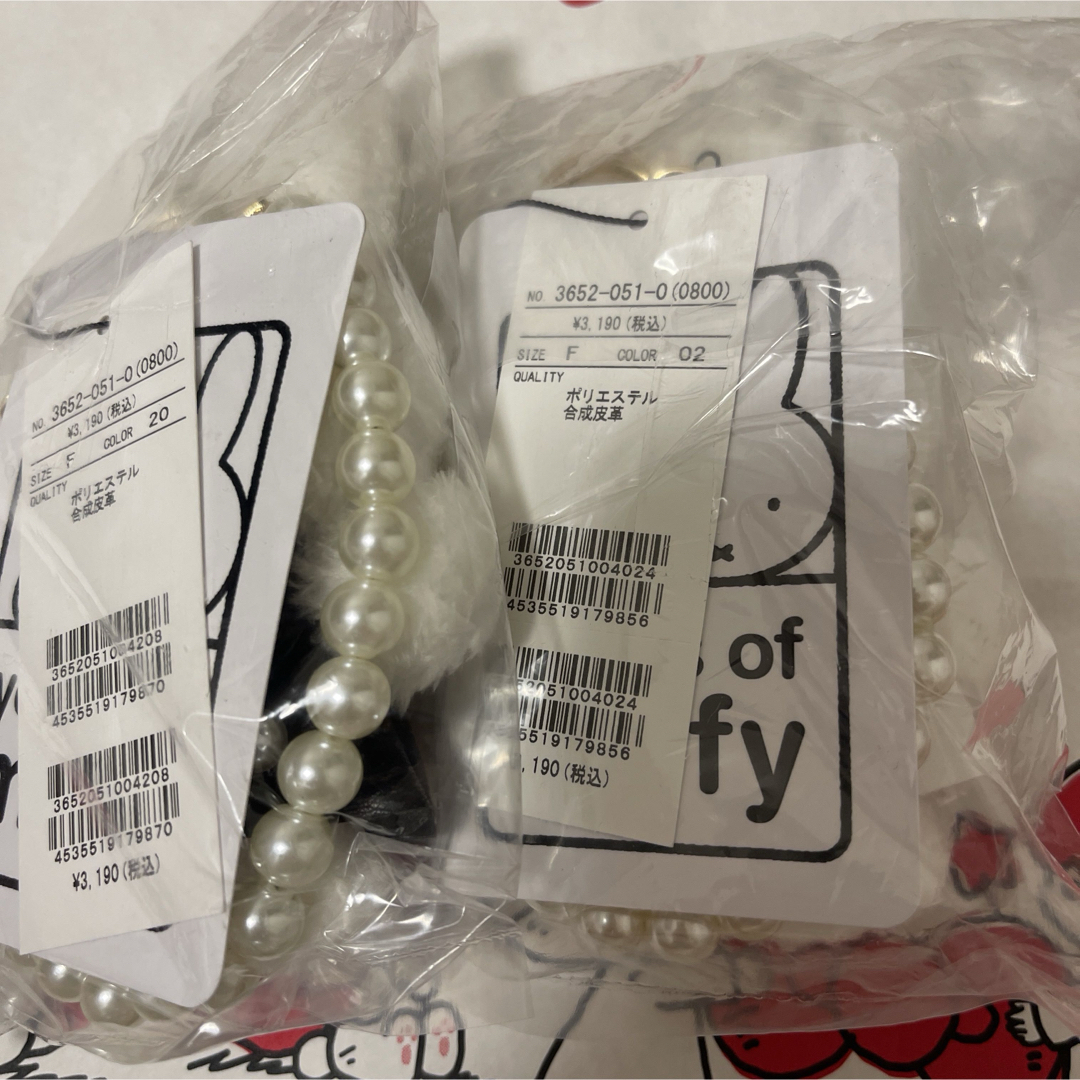 NO. 3652-051-0(0800)
¥3,190(税込)
SIZE F COLOR 20
QUALITY
ポリエステル
合成皮革
3652051004208
4535519179870
3652051004208
4535519179870
¥3,190(税込)
NO. 3652-051-0(0800)
¥3,190(税込)
SIZE F COLOR 02
QUALITY
ポリエステル
合成皮革
3652051004024
4535519179856
52051004024
5519179856
,190(税込)
of
fy